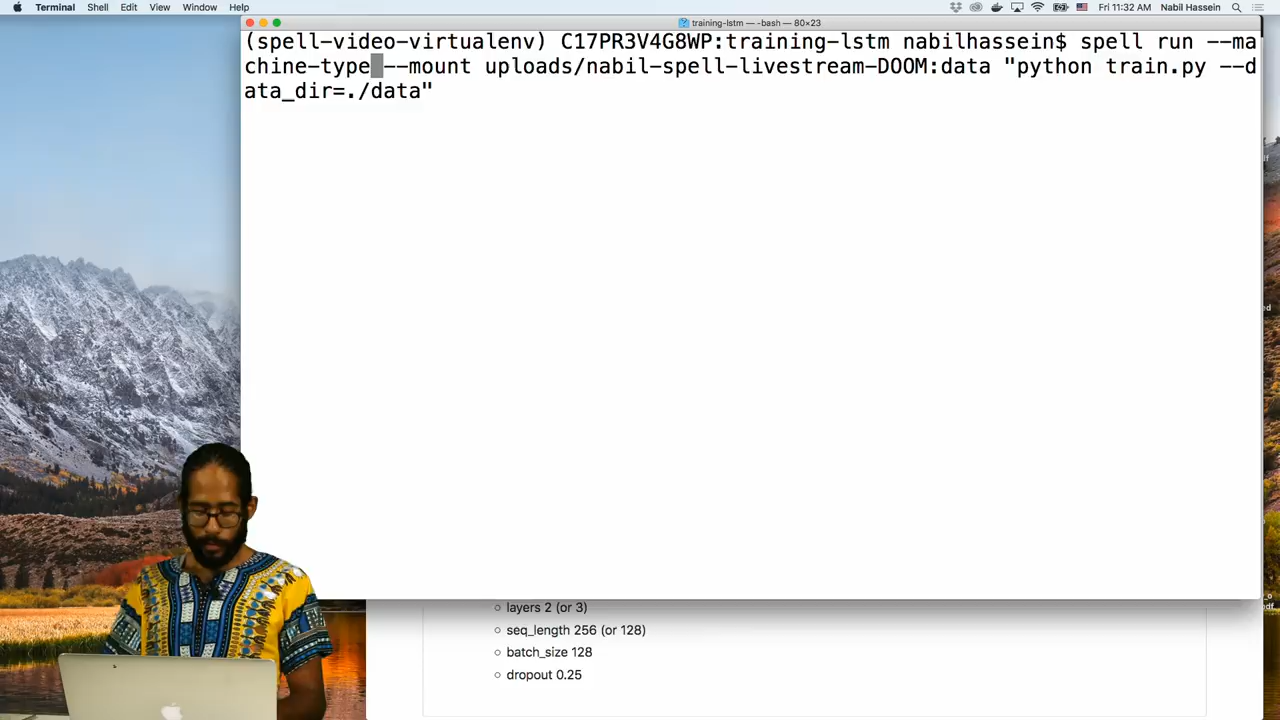 Terminal Shell Edit View Window Help Fri 11:32 AM Nabil Hassein
training-lstm — -bash — 80×23
(spell-video-virtualenv) C17PR3V4G8WP:training-lstm nabilhassein$ spell run --ma
chine-type --mount uploads/nabil-spell-livestream-DOOM:data "python train.py --d
ata_dir=./data"
layers 2 (or 3)
seq_length 256 (or 128)
batch_size 128
dropout 0.25